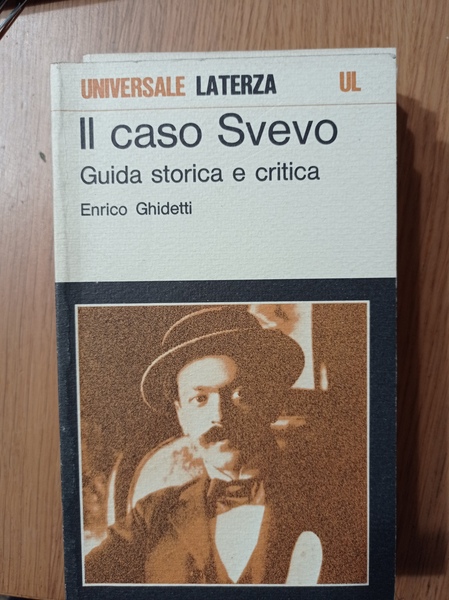 UNIVERSALE LATERZA UL
Il caso Svevo
Guida storica e critica
Enrico Ghidetti